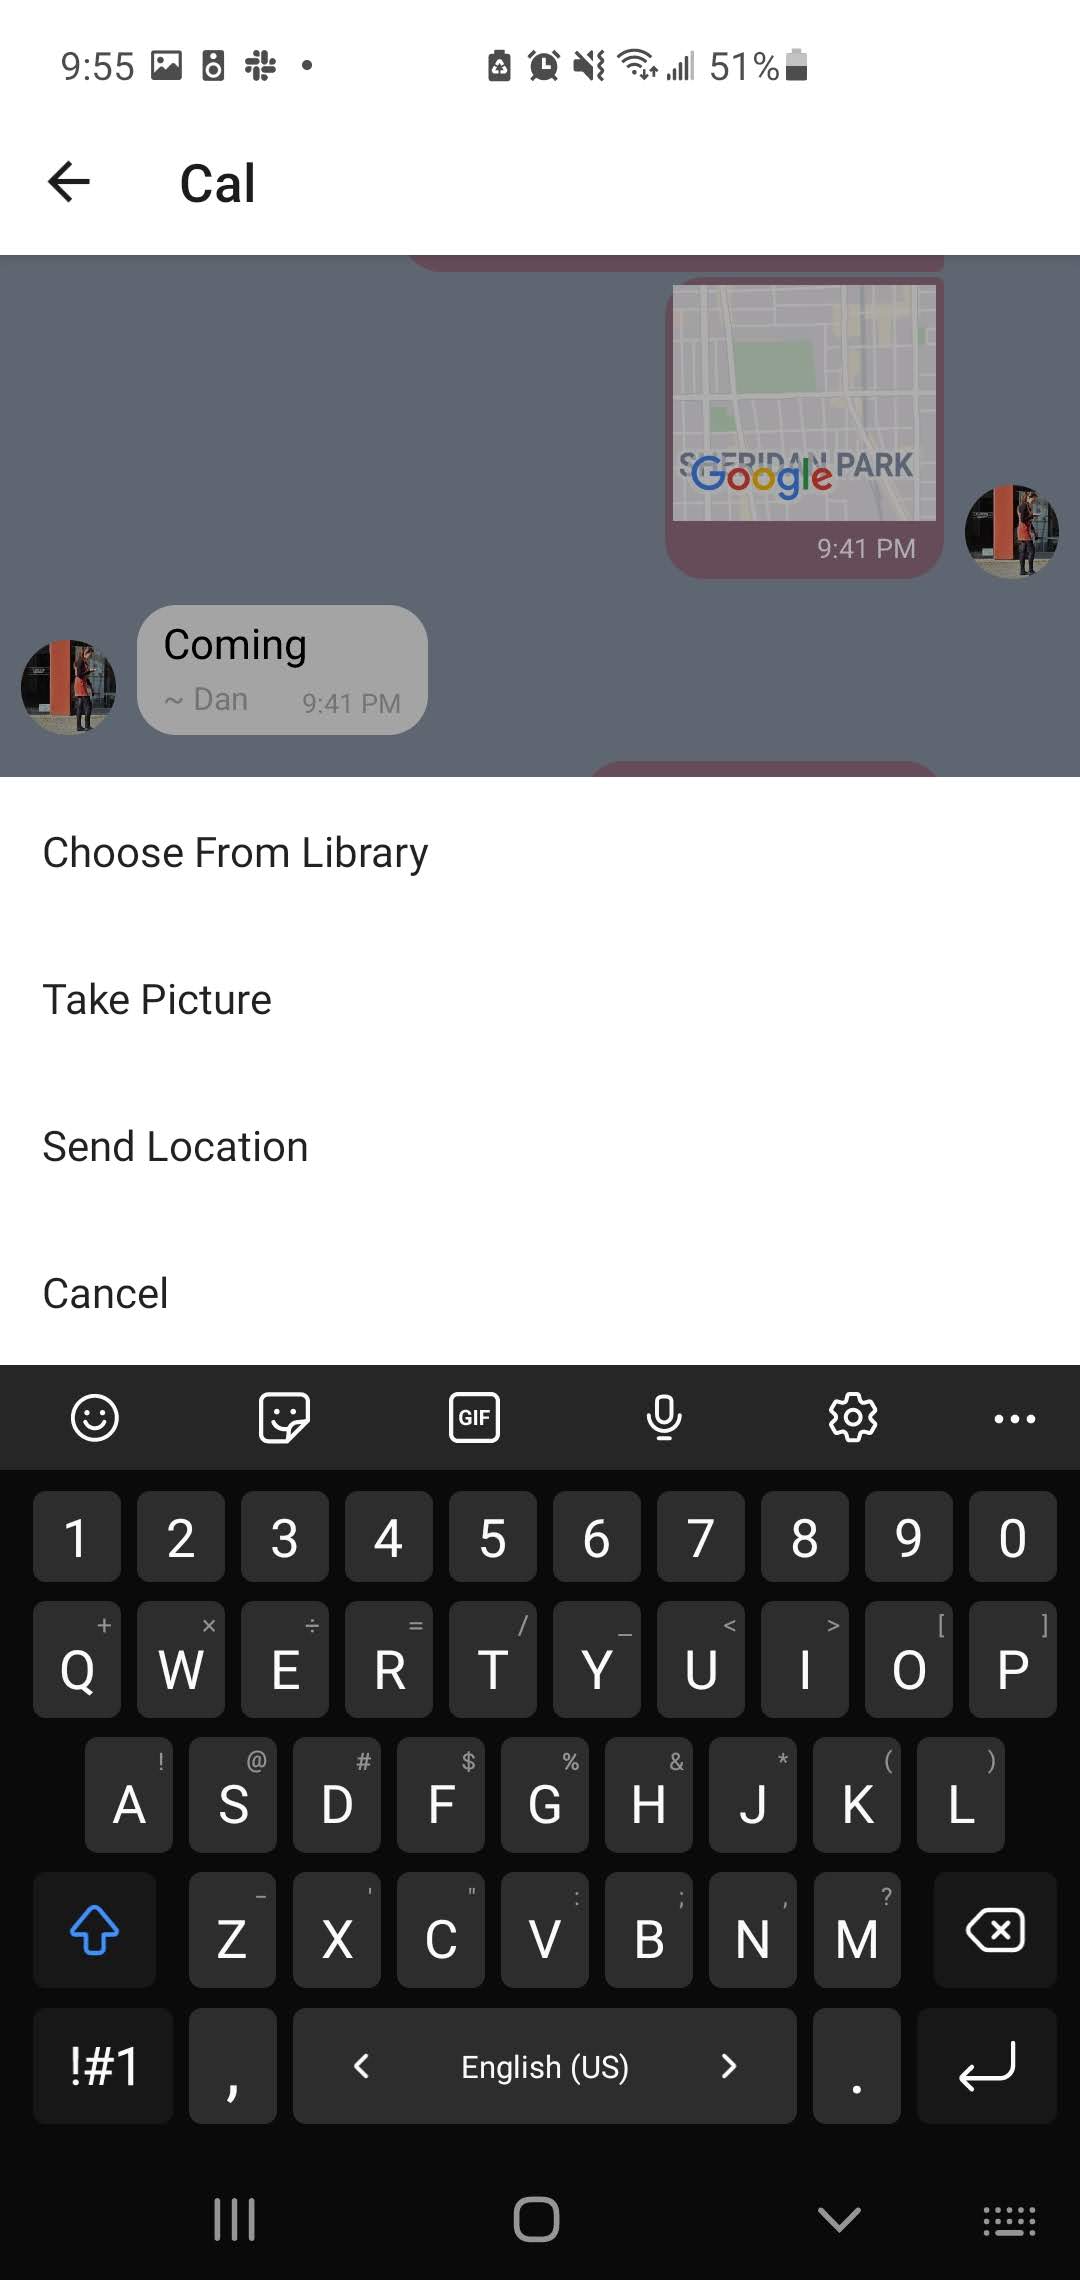 9:55
51%
Cal
SHERIDAN PARK
Google
9:41 PM
Coming
~ Dan 9:41 PM
Choose From Library
Take Picture
Send Location
Cancel
GIF
1 2 3 4 5 6 7 8 9 0
+ × ÷ = / _ < > [ ]
Q W E R T Y U I O P
! @ # $ % & * ( )
A S D F G H J K L
- ' " : ; , ?
Z X C V B N M
!#1 , < English (US) > .